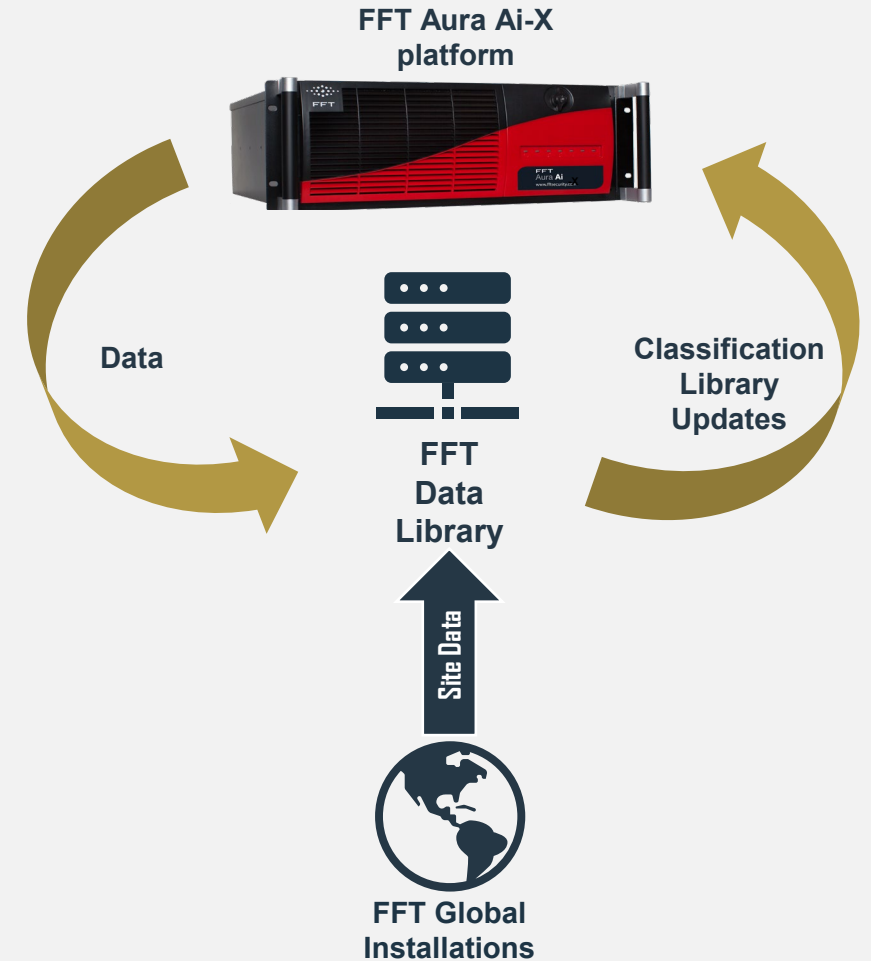 FFT Aura Ai-X
platform
FFT
FFT
Aura Ai X
Data
Classification
Library
Updates
FFT
Data
Library
Site Data
FFT Global
Installations